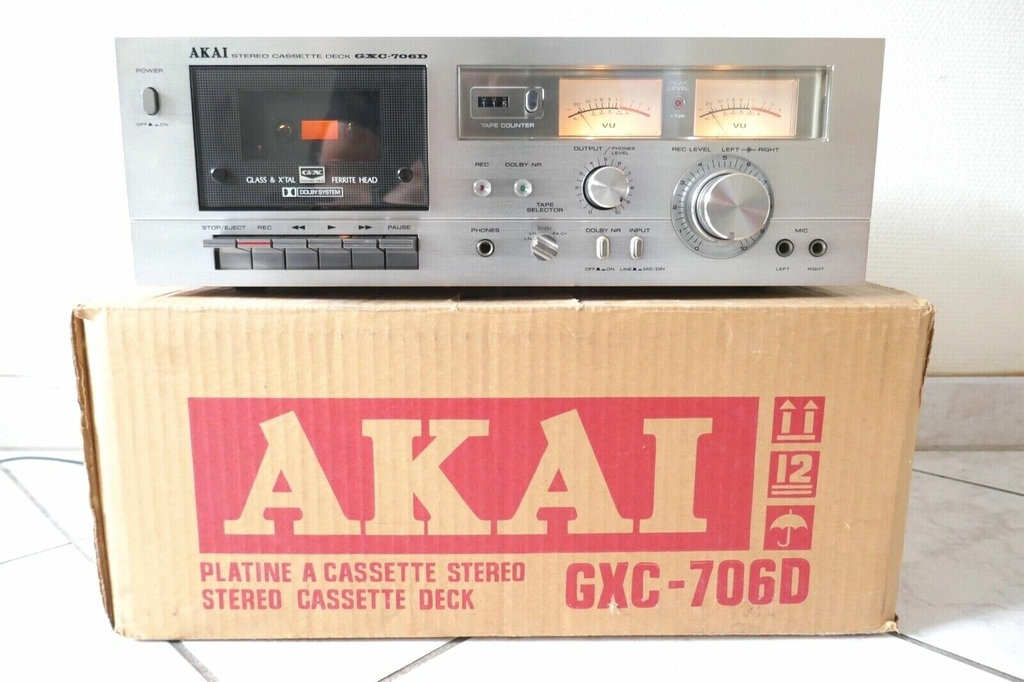 AKAI STEREO CASSETTE DECK GXC-706D
POWER
OFF ON
GX
GLASS & X'TAL FERRITE HEAD
DOLBY SYSTEM
STOP/EJECT REC ◀◀ ▶ ▶▶ PAUSE
TAPE COUNTER
VU
PEAK LEVEL
VU
REC DOLBY NR
OUTPUT / PHONES LEVEL
REC LEVEL LEFT RIGHT
TAPE SELECTOR
PHONES
DOLBY NR INPUT
OFF ON LINE MIC/DIN
MIC
LEFT RIGHT
AKAI
12
PLATINE A CASSETTE STEREO
STEREO CASSETTE DECK
GXC-706D